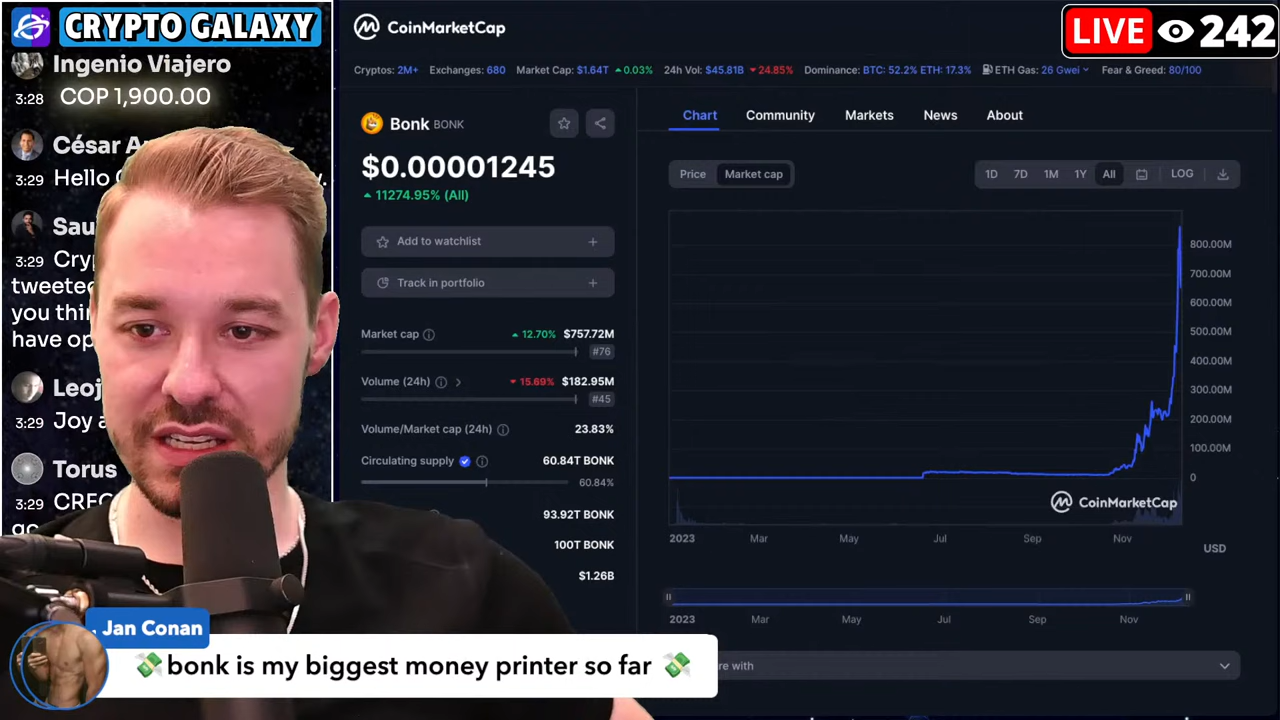 CRYPTO GALAXY
Ingenio Viajero
3:28 COP 1,900.00
César
3:29 Hello
3:29
tweeted
you
have
3:29 Joy
Torus
3:29
LIVE 242
CoinMarketCap
Cryptos: 2M+ Exchanges: 680 Market Cap: $1.64T 0.03% 24h Vol: $45.81B 24.85% Dominance: BTC: 52.2% ETH: 17.3% ETH Gas: 26 Gwei Fear & Greed: 80/100
Bonk BONK
$0.00001245
11274.95% (All)
Add to watchlist +
Track in portfolio +
Market cap 12.70% $757.72M
#76
Volume (24h) 15.69% $182.95M
#45
Volume/Market cap (24h) 23.83%
Circulating supply 60.84T BONK
60.84%
93.92T BONK
100T BONK
$1.26B
Chart Community Markets News About
Price Market cap
1D 7D 1M 1Y All LOG
800.00M
700.00M
600.00M
500.00M
400.00M
300.00M
200.00M
100.00M
0
CoinMarketCap
2023 Mar May Jul Sep Nov
USD
2023 Mar May Jul Sep Nov
with
Jan Conan
💸bonk is my biggest money printer so far 💸